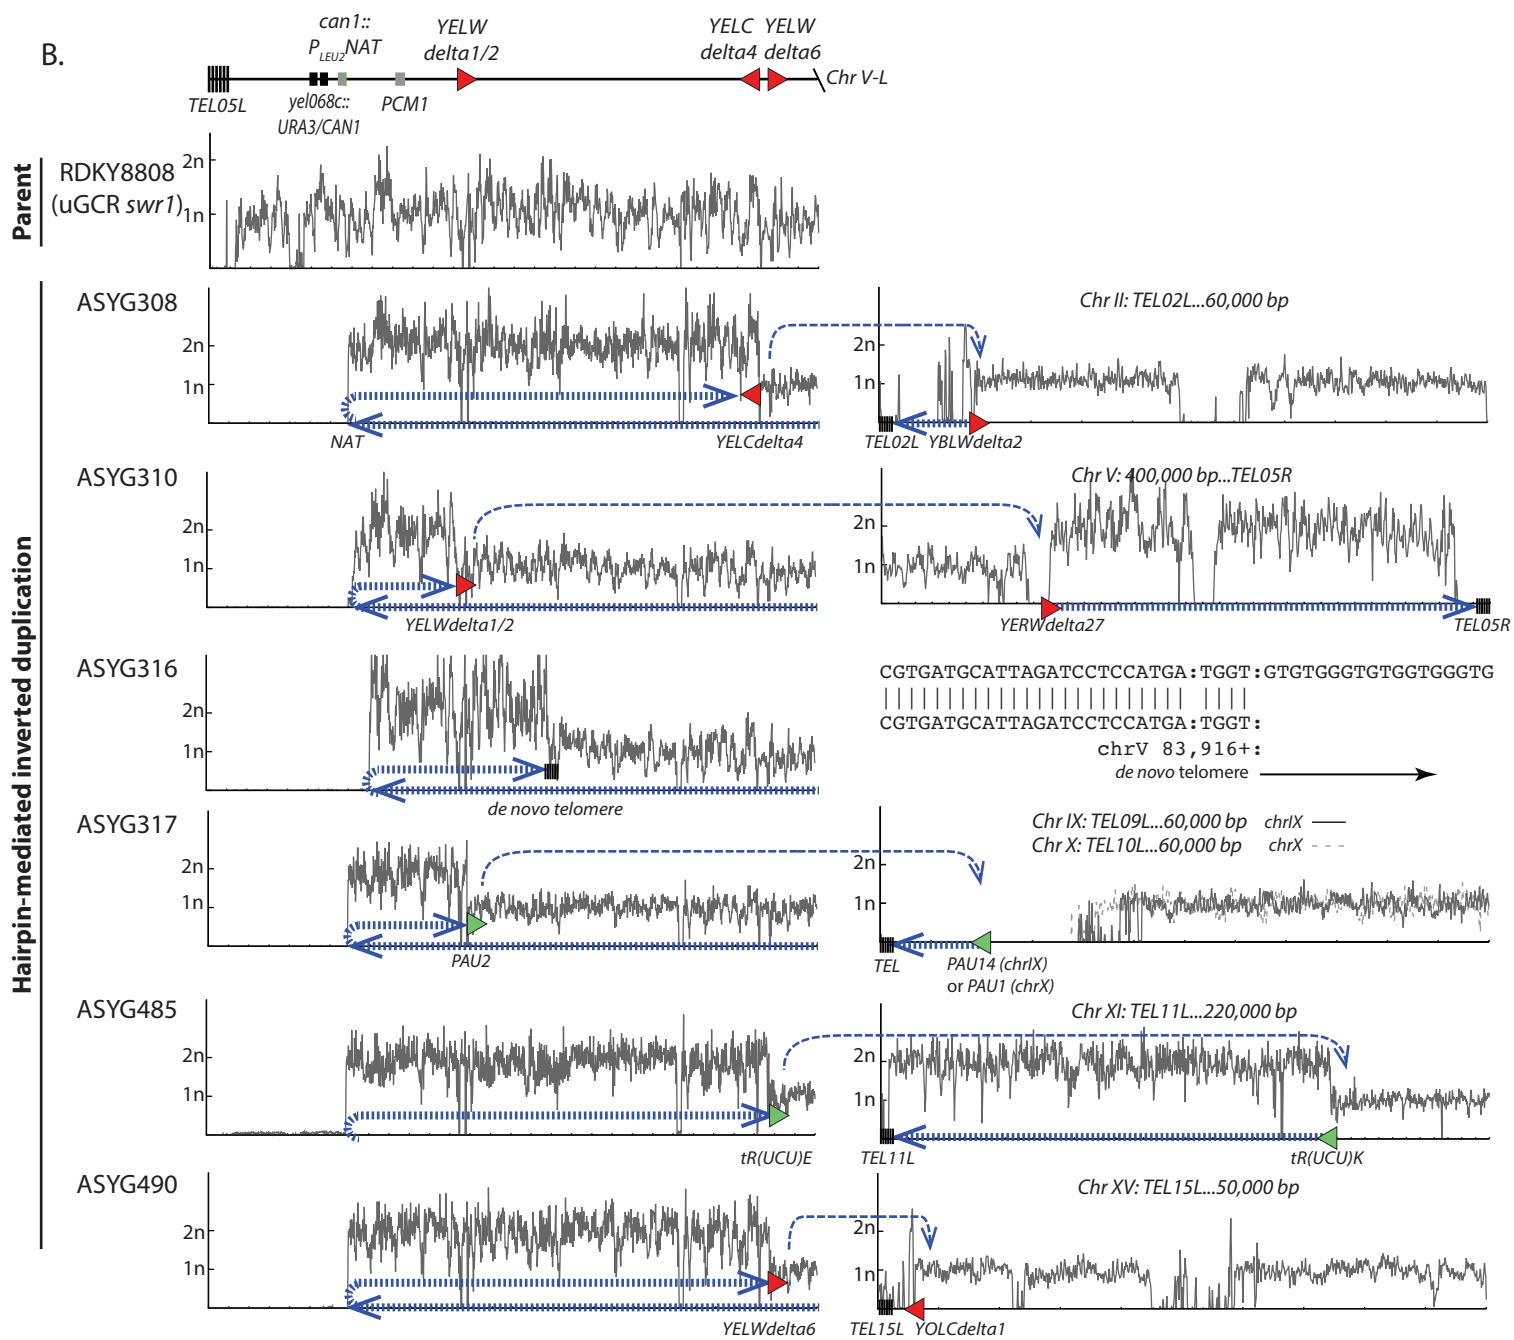 B.
can1::
PLEU2NAT
YELW
delta1/2
YELC
delta4
YELW
delta6
Chr V-L
TEL05L
yel068c::
URA3/CAN1
PCM1
Parent
RDKY8808
(uGCR swr1)
2n
1n
Hairpin-mediated inverted duplication
ASYG308
2n
1n
NAT
YELCdelta4
Chr II: TEL02L...60,000 bp
2n
1n
TEL02L
YBLWdelta2
ASYG310
2n
1n
YELWdelta1/2
Chr V: 400,000 bp...TEL05R
2n
1n
YERWdelta27
TEL05R
ASYG316
2n
1n
de novo telomere
CGTGATGCATTAGATCCTCCATGA:TGGT:GTGTGGGTGTGGTGGGTG
CGTGATGCATTAGATCCTCCATGA:TGGT:
chrV 83,916+:
de novo telomere
ASYG317
2n
1n
PAU2
Chr IX: TEL09L...60,000 bp chrIX
Chr X: TEL10L...60,000 bp chrX
2n
1n
TEL
PAU14 (chrIX)
or PAU1 (chrX)
ASYG485
2n
1n
tR(UCU)E
Chr XI: TEL11L...220,000 bp
2n
1n
TEL11L
tR(UCU)K
ASYG490
2n
1n
YELWdelta6
Chr XV: TEL15L...50,000 bp
2n
1n
TEL15L
YOLCdelta1